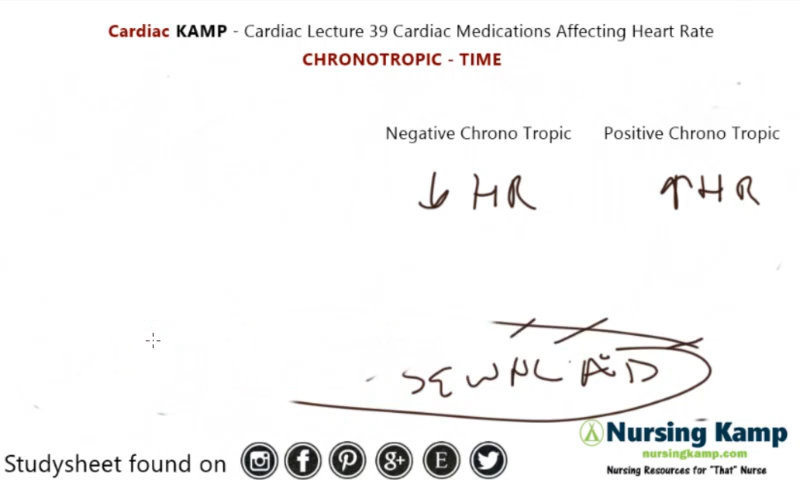 Cardiac KAMP - Cardiac Lecture 39 Cardiac Medications Affecting Heart Rate
CHRONOTROPIC - TIME
Negative Chrono Tropic Positive Chrono Tropic
↓ HR ↑ HR
Nursing Kamp
nursingkamp.com
Nursing Resources for "That" Nurse
Studysheet found on